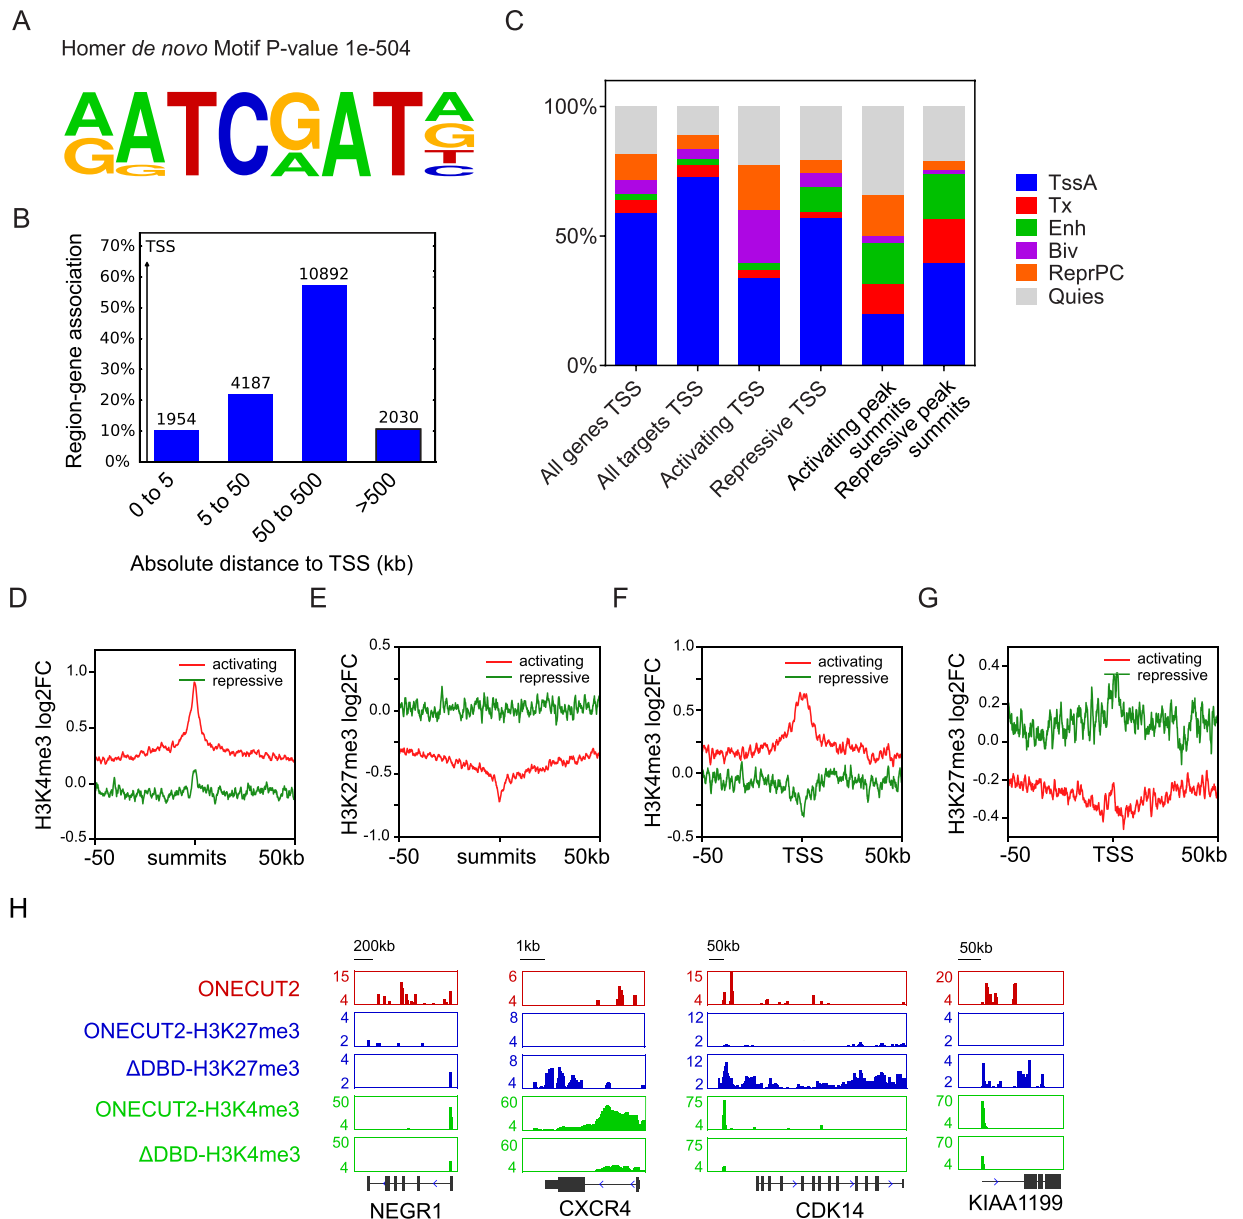 A
Homer de novo Motif P-value 1e-504
AATCGATA
GG AG
T
C
B
Region-gene association
70%
60%
50%
40%
30%
20%
10%
0%
TSS
1954
4187
10892
2030
0 to 5
5 to 50
50 to 500
>500
Absolute distance to TSS (kb)
C
100%
50%
0%
All genes TSS
All targets TSS
Activating TSS
Repressive TSS
Activating peak
summits
Repressive peak
summits
TssA
Tx
Enh
Biv
ReprPC
Quies
D
H3K4me3 log2FC
1.0
0.5
0.0
-0.5
activating
repressive
-50 summits 50kb
E
H3K27me3 log2FC
0.5
0.0
-0.5
-1.0
activating
repressive
-50 summits 50kb
F
H3K4me3 log2FC
1.0
0.5
0.0
-0.5
activating
repressive
-50 TSS 50kb
G
H3K27me3 log2FC
0.4
0.2
0.0
-0.2
-0.4
activating
repressive
-50 TSS 50kb
H
200kb 1kb 50kb 50kb
ONECUT2 15 4 6 4 15 4 20 4
ONECUT2-H3K27me3 4 2 8 4 12 2 4 2
ΔDBD-H3K27me3 4 2 8 4 12 2 4 2
ONECUT2-H3K4me3 50 4 60 4 75 4 70 4
ΔDBD-H3K4me3 50 4 60 4 75 4 70 4
NEGR1 CXCR4 CDK14 KIAA1199